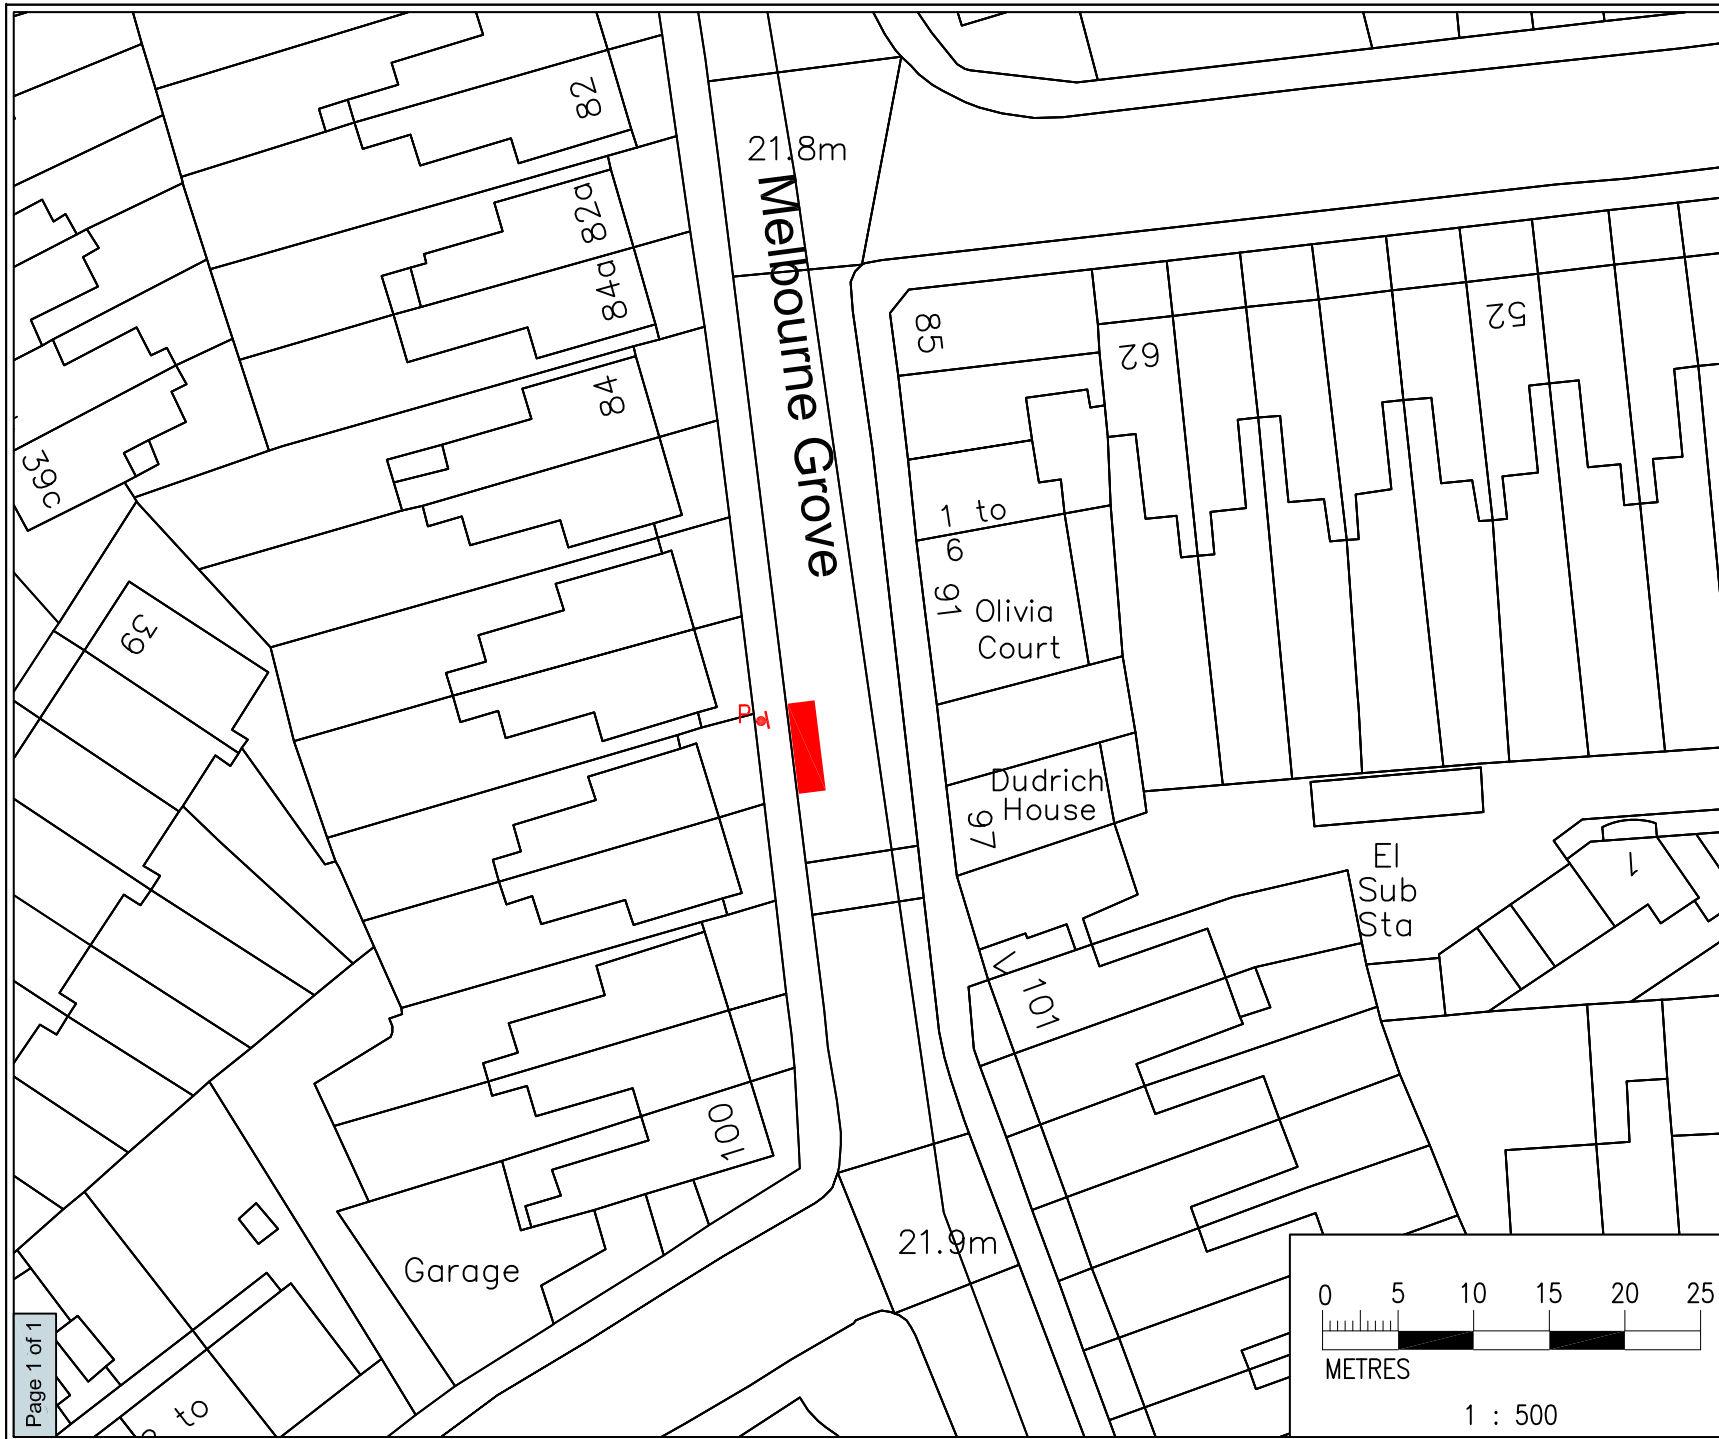 82
21.8m
82a
84a
Melbourne Grove
85
52
62
84
39c
1 to
6
91
Olivia
Court
39
P
Dudrich
House
97
El
Sub
Sta
1
101
100
21.9m
Garage
to
0 5 10 15 20 25
METRES
1 : 500
Page 1 of 1